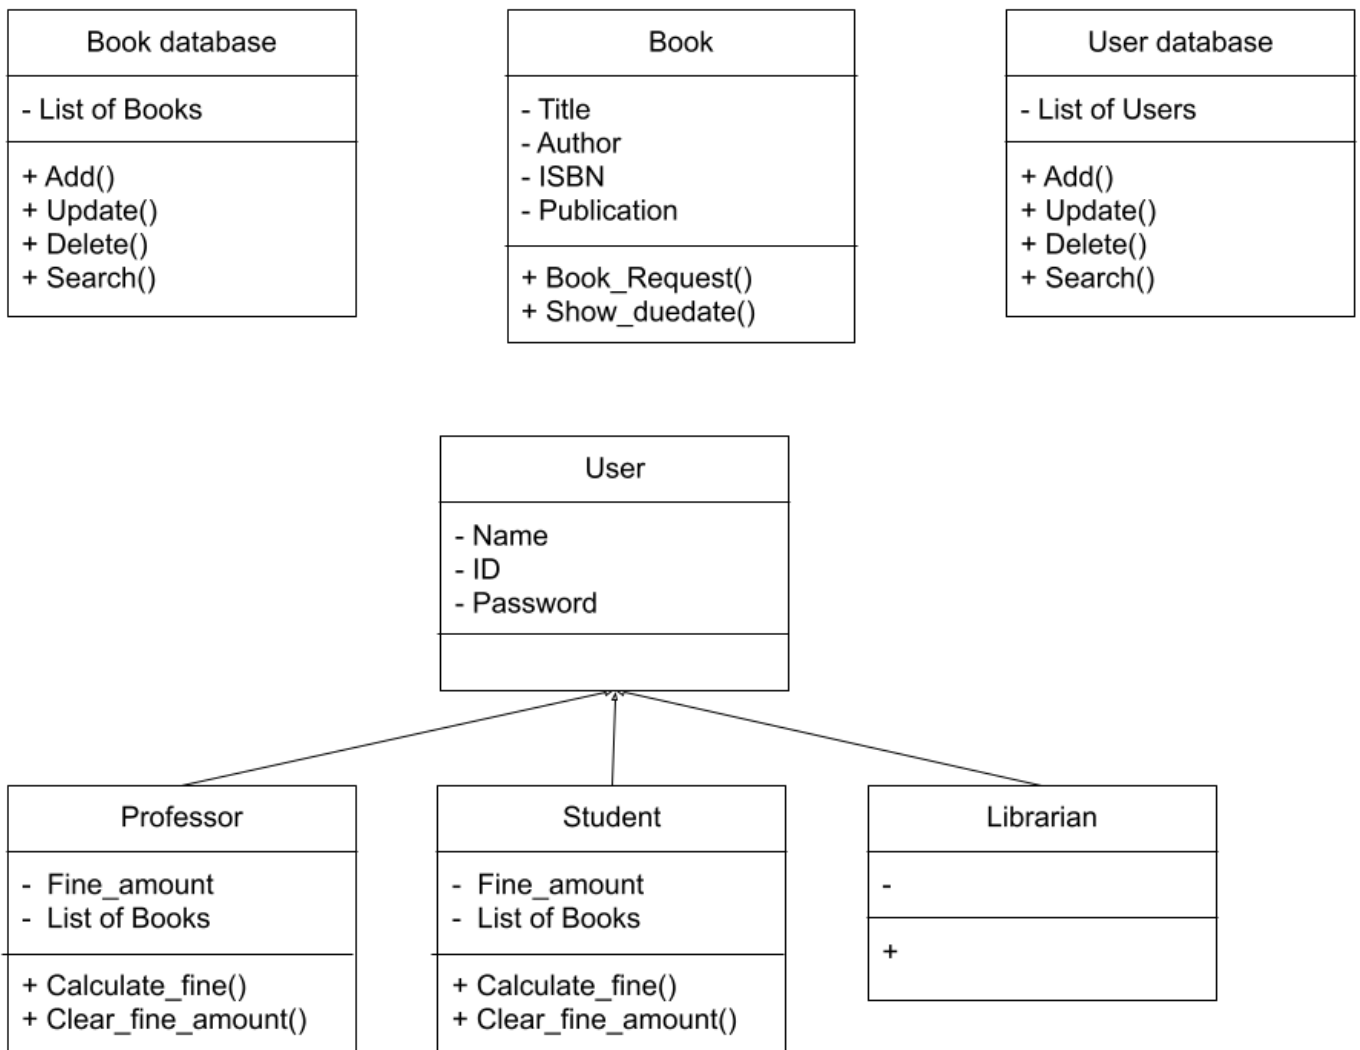 Book database
- List of Books
+ Add()
+ Update()
+ Delete()
+ Search()
Book
- Title
- Author
- ISBN
- Publication
+ Book_Request()
+ Show_duedate()
User database
- List of Users
+ Add()
+ Update()
+ Delete()
+ Search()
User
- Name
- ID
- Password
Professor
- Fine_amount
- List of Books
+ Calculate_fine()
+ Clear_fine_amount()
Student
- Fine_amount
- List of Books
+ Calculate_fine()
+ Clear_fine_amount()
Librarian
-
+